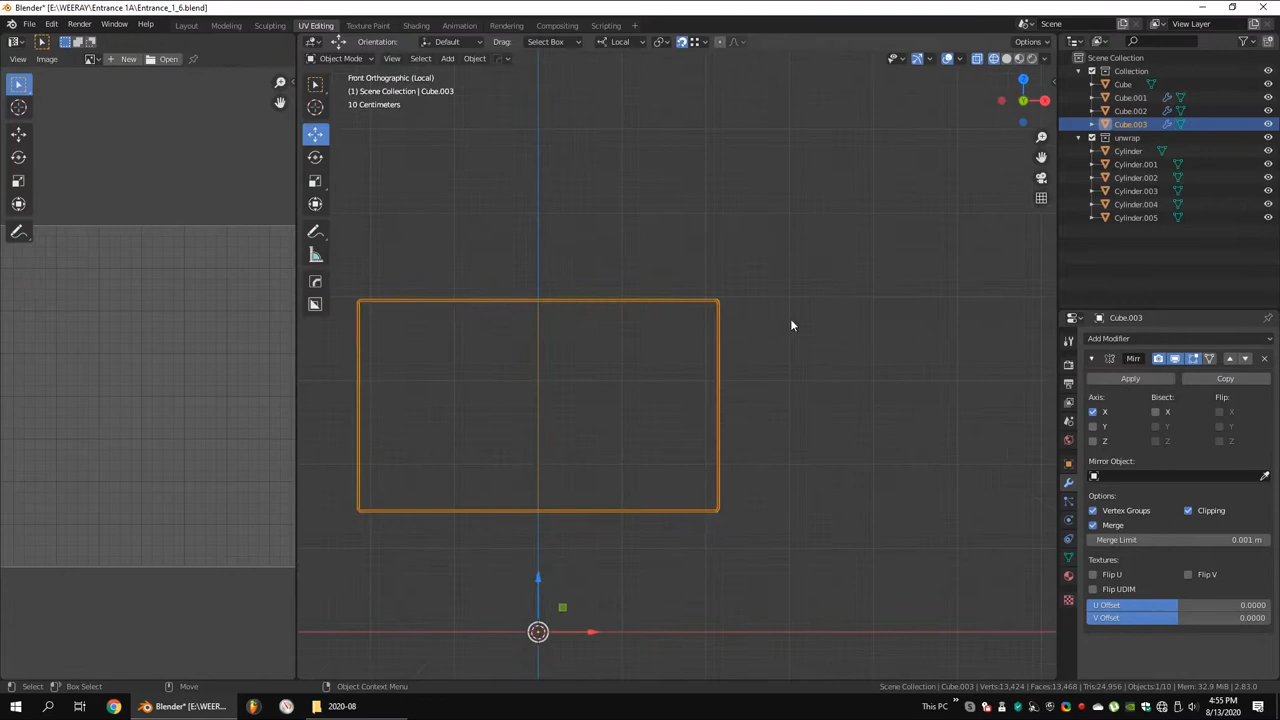 Blender* [E:\WEERAY\Entrance 1A\Entrance_1_6.blend]
File Edit Render Window Help Layout Modeling Sculpting UV Editing Texture Paint Shading Animation Rendering Compositing Scripting + Scene View Layer
Orientation: Default Drag: Select Box Local Options
View Image + New Open Object Mode View Select Add Object
Front Orthographic (Local)
(1) Scene Collection | Cube.003
10 Centimeters
Scene Collection
Collection
Cube
Cube.001
Cube.002
Cube.003
unwrap
Cylinder
Cylinder.001
Cylinder.002
Cylinder.003
Cylinder.004
Cylinder.005
Z
X
Y
Cube.003
Add Modifier
Mirr
Apply Copy
Axis: Bisect: Flip:
X X X
Y Y Y
Z Z Z
Mirror Object:
Options:
Vertex Groups Clipping
Merge
Merge Limit 0.001 m
Textures:
Flip U Flip V
Flip UDIM
U Offset 0.0000
V Offset 0.0000
Select Box Select Move Object Context Menu Scene Collection | Cube.003 | Verts:13,424 | Faces:13,468 | Tris:24,956 | Objects:1/10 | Mem: 32.9 MiB | 2.83.0
Blender* [E:\WEER... 2020-08 This PC 4:55 PM
8/13/2020